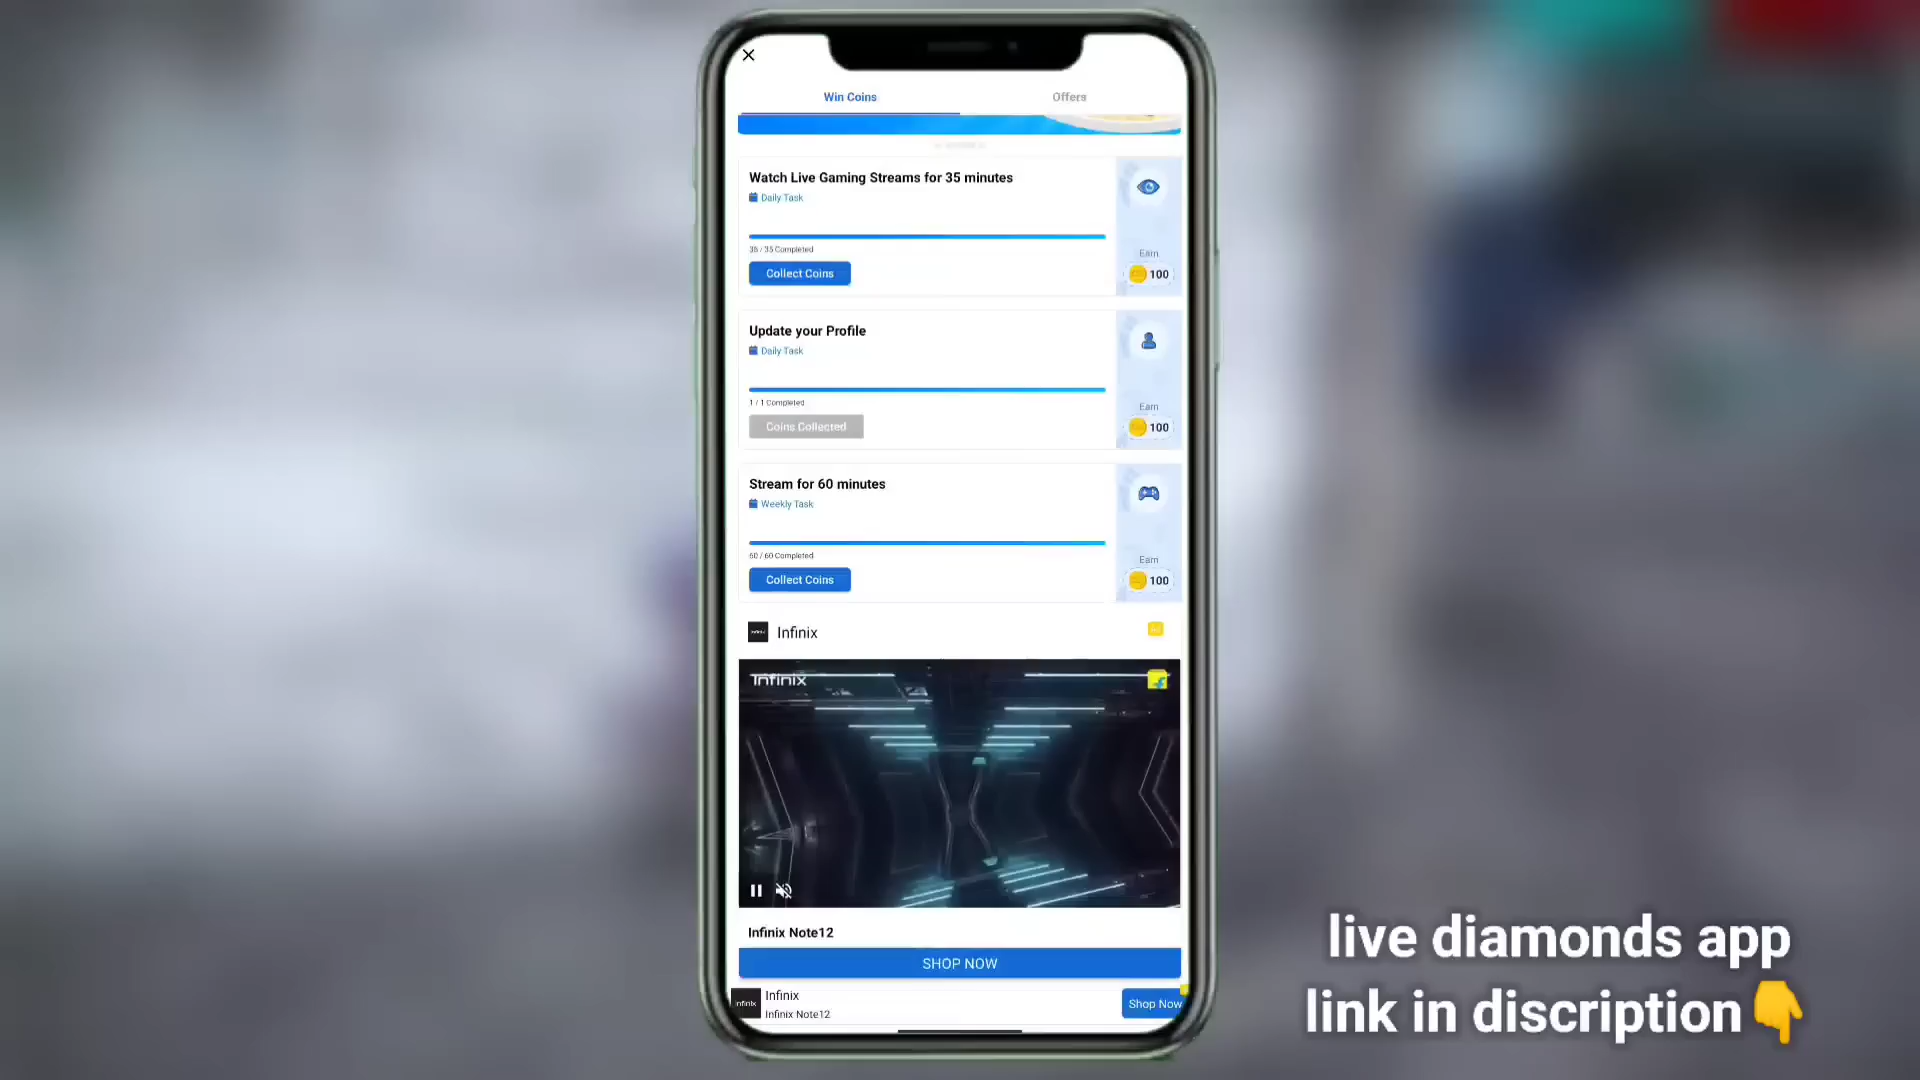 Win Coins
Offers
Watch Live Gaming Streams for 35 minutes
Daily Task
35 / 35 Completed
Earn
Collect Coins
100
Update your Profile
Daily Task
1 / 1 Completed
Earn
Coins Collected
100
Stream for 60 minutes
Weekly Task
60 / 60 Completed
Earn
Collect Coins
100
Infinix
Infinix
Infinix Note12
SHOP NOW
Infinix
Infinix
Infinix Note12
Shop Now
live diamonds app
link in discription👇